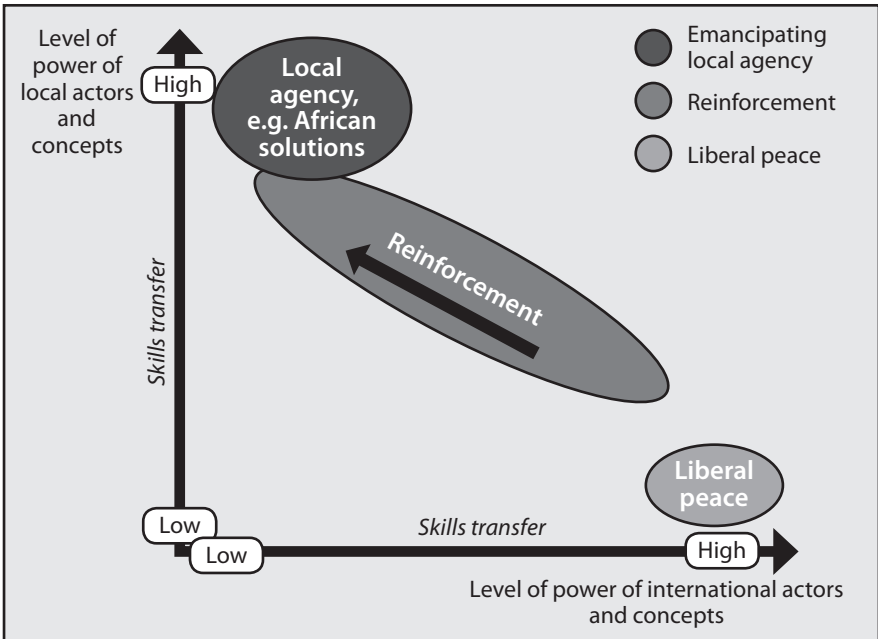 Level of
power of
local actors
and
concepts
High
Local
agency,
e.g. African
solutions
Emancipating
local agency
Reinforcement
Liberal peace
Reinforcement
Skills transfer
Liberal
peace
Low
Low
Skills transfer
High
Level of power of international actors
and concepts